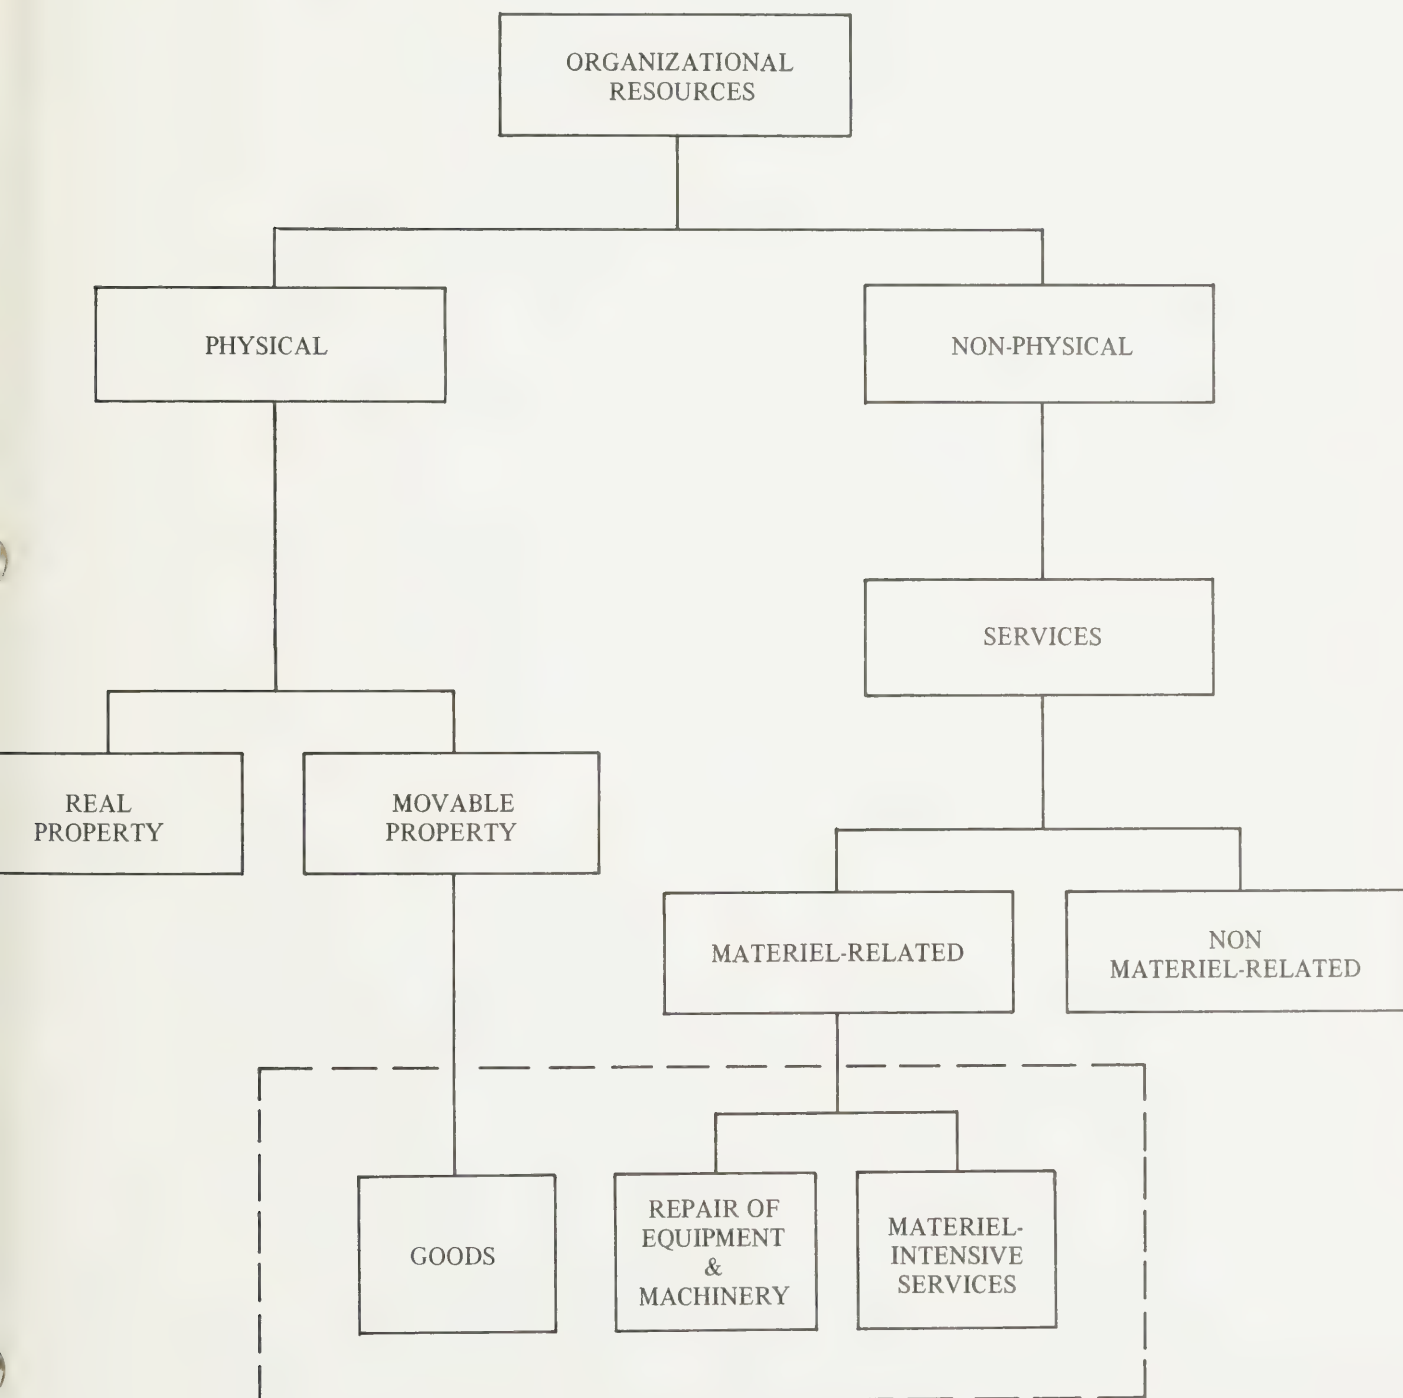 ORGANIZATIONAL
RESOURCES
PHYSICAL
NON-PHYSICAL
SERVICES
REAL
PROPERTY
MOVABLE
PROPERTY
MATERIEL-RELATED
NON
MATERIEL-RELATED
GOODS
REPAIR OF
EQUIPMENT
&
MACHINERY
MATERIEL-
INTENSIVE
SERVICES